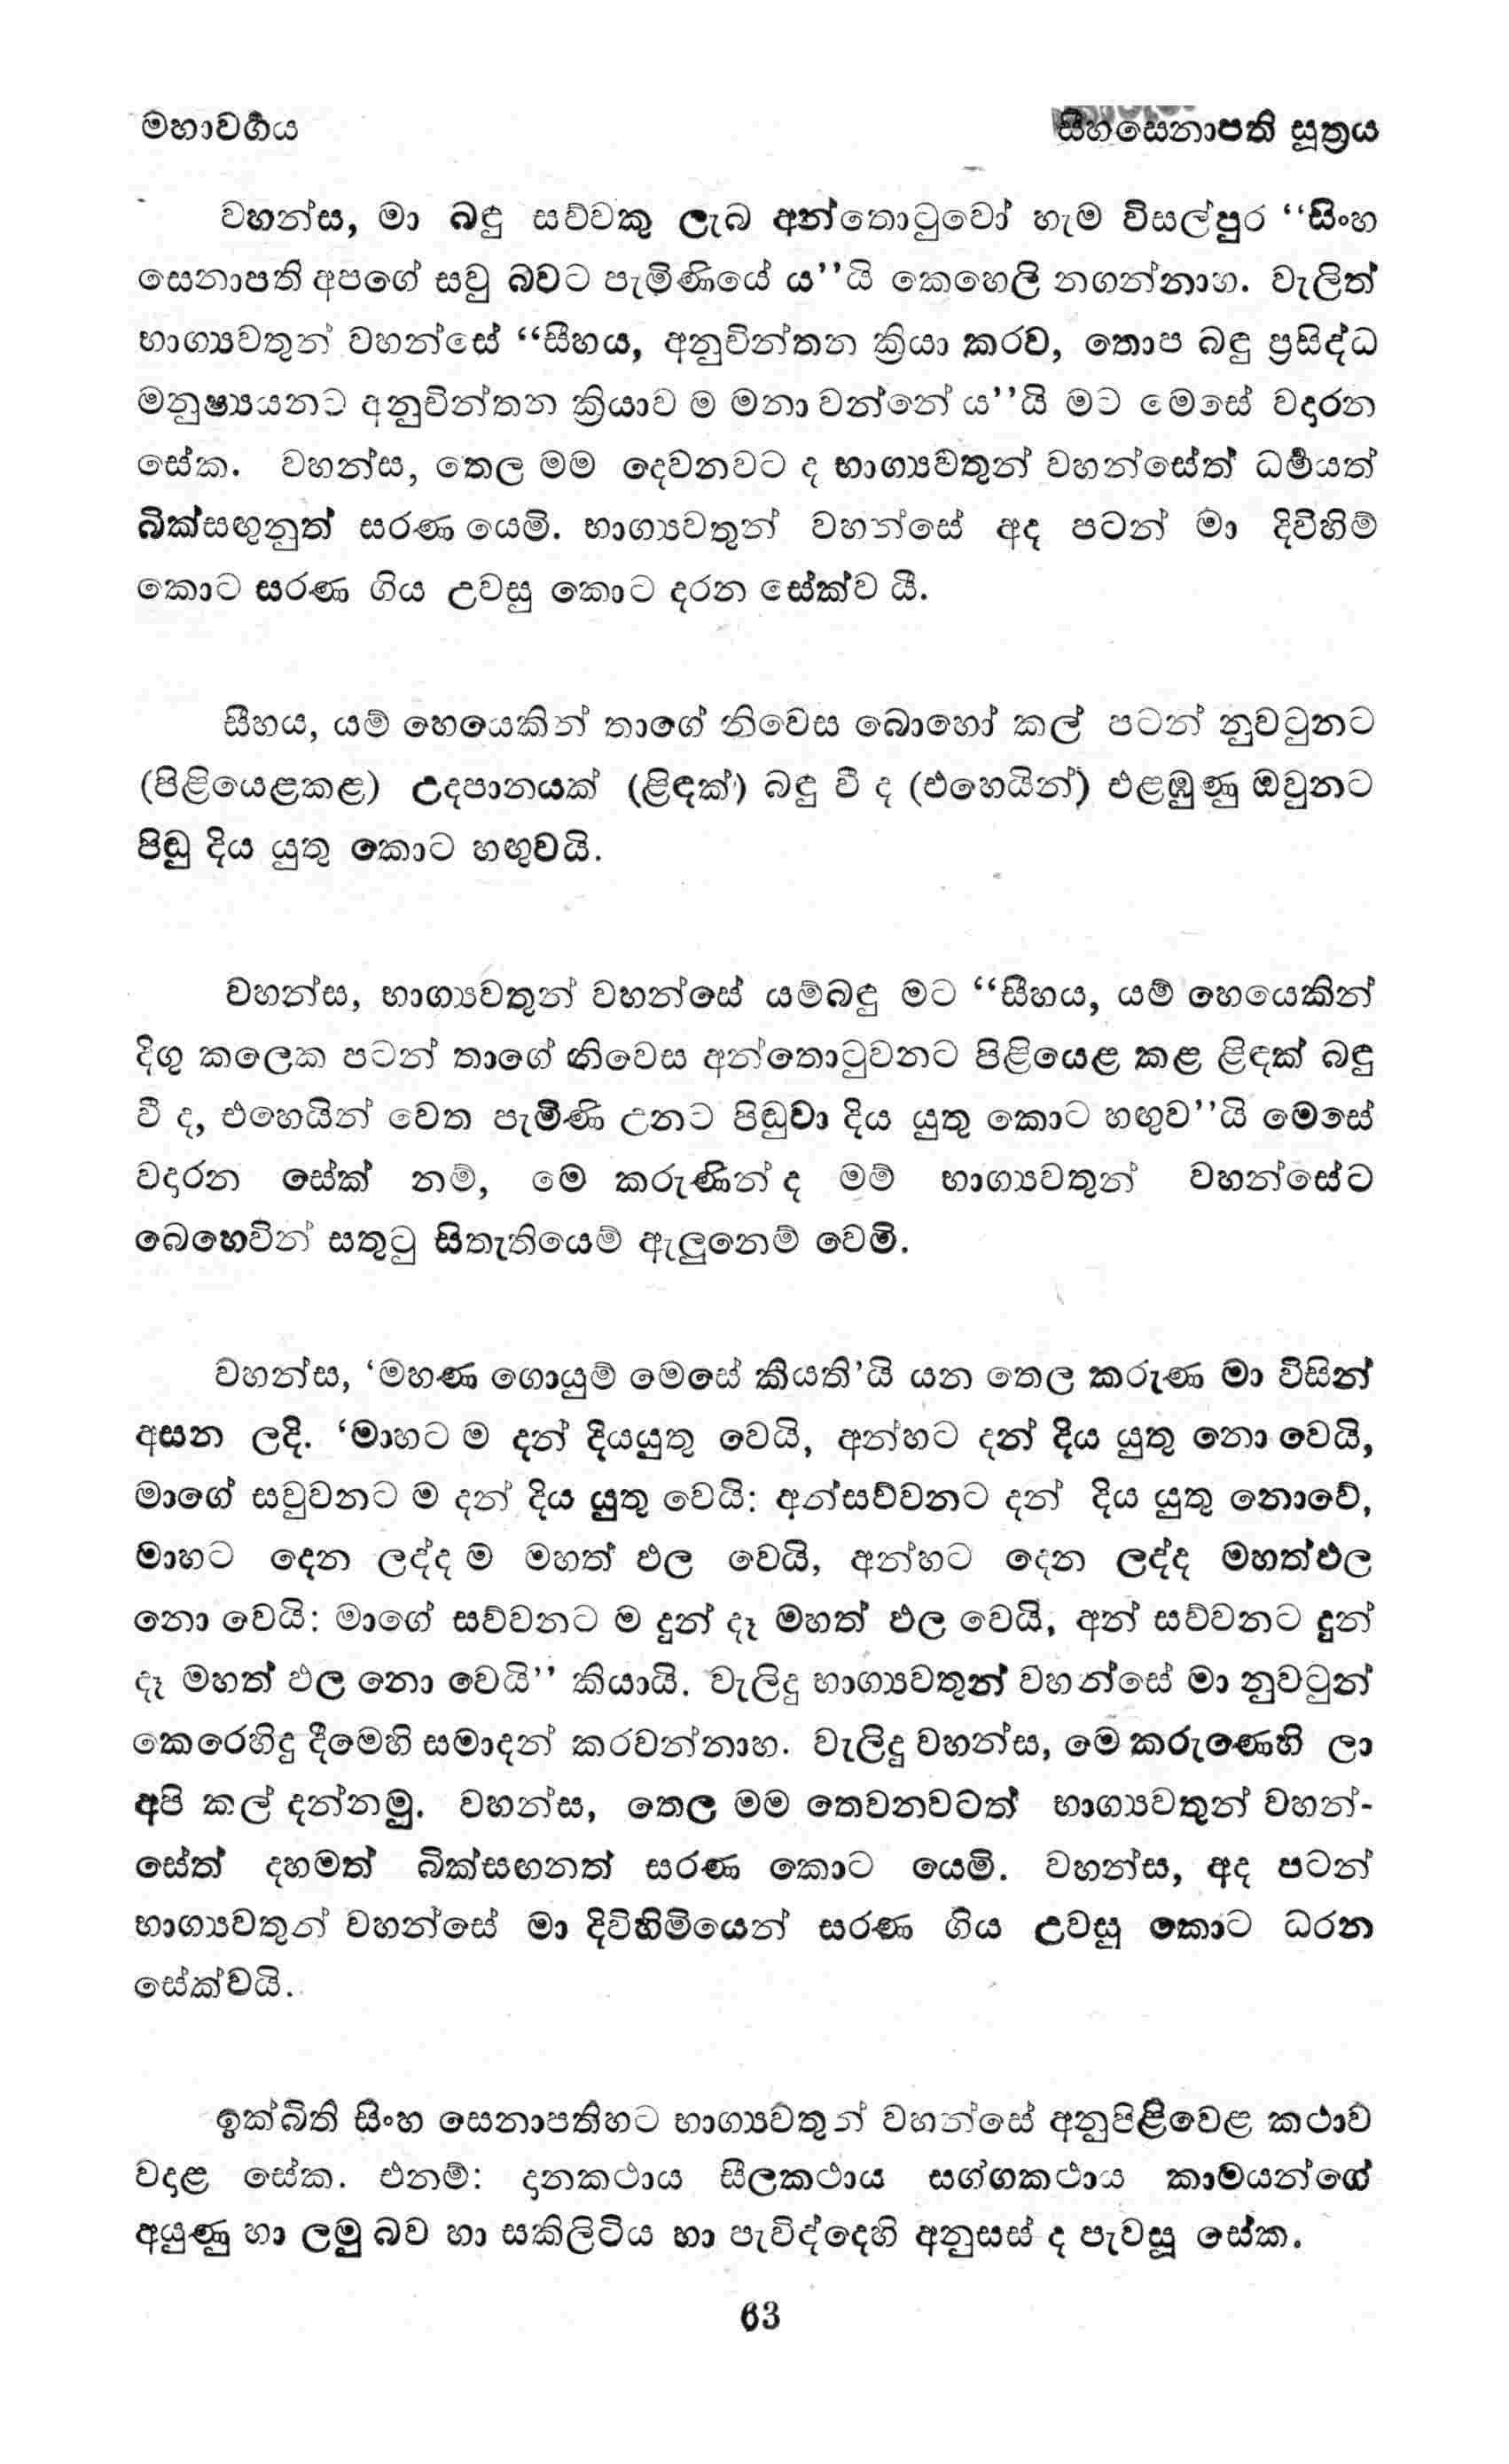 මහාවර්‍ගය
සීහසෙනාපති සූත්‍රය
වහන්ස, මා බඳු සව්වකු ලැබ අන්තොටුවෝ හැම විසල්පුර “සිංහ
සෙනාපති අපගේ සවු බවට පැමිණියේ ය”යි කෙහෙලි නගන්නාහ. වැලිත්
භාග්‍යවතුන් වහන්සේ “සීහය, අනුවින්තන ක්‍රියා කරව, තොප බඳු ප්‍රසිද්ධ
මනුෂ්‍යයනට අනුවින්තන ක්‍රියාව ම මනා වන්නේ ය”යි මට මෙසේ වදාරන
සේක. වහන්ස, තෙල මම දෙවනවට ද භාග්‍යවතුන් වහන්සේත් ධර්‍මයත්
බික්සඟුනුත් සරණ යෙමි. භාග්‍යවතුන් වහන්සේ අද පටන් මා දිවිහිම්
කොට සරණ ගිය උවසු කොට දරන සේක්ව යී.
සීහය, යම් හෙයෙකින් තාගේ නිවෙස බොහෝ කල් පටන් නුවටුනට
(පිළියෙළකළ) උදපානයක් (ළිඳක්) බඳු වී ද (එහෙයින්) එළඹුණු ඔවුනට
පිඬු දිය යුතු කොට හඟුවයි.
වහන්ස, භාග්‍යවතුන් වහන්සේ යම්බඳු මට “සීහය, යම් හෙයෙකින්
දිගු කලෙක පටන් තාගේ නිවෙස අන්තොටුවනට පිළියෙළ කළ ළිඳක් බඳු
වී ද, එහෙයින් වෙත පැමිණි උනට පිඬුවා දිය යුතු කොට හඟුව”යි මෙසේ
වදාරන සේක් නම්, මෙ කරුණින් ද මම් භාග්‍යවතුන් වහන්සේට
බෙහෙවින් සතුටු සිතැතියෙම් ඇලුනෙම් වෙමි.
වහන්ස, ‘මහණ ගොයුම් මෙසේ කියති’යි යන තෙල කරුණ මා විසින්
අසන ලදි. ‘මාහට ම දන් දියයුතු වෙයි, අන්හට දන් දිය යුතු නො වෙයි,
මාගේ සවුවනට ම දන් දිය යුතු වෙයි: අන්සව්වනට දන් දිය යුතු නොවේ,
මාහට දෙන ලද්ද ම මහත් ඵල වෙයි, අන්හට දෙන ලද්ද මහත්ඵල
නො වෙයි: මාගේ සව්වනට ම දුන් දෑ මහත් ඵල වෙයි, අන් සව්වනට දුන්
දෑ මහත් ඵල නො වෙයි” කියායි. වැලිදු භාග්‍යවතුන් වහන්සේ මා නුවටුන්
කෙරෙහිදු දීමෙහි සමාදන් කරවන්නාහ. වැලිදු වහන්ස, මෙ කරුණෙහි ලා
අපි කල් දන්නමු. වහන්ස, තෙල මම තෙවනවටත් භාග්‍යවතුන් වහන්-
සේත් දහමත් බික්සඟනත් සරණ කොට යෙමි. වහන්ස, අද පටන්
භාග්‍යවතුන් වහන්සේ මා දිවිහිමියෙන් සරණ ගිය උවසු කොට ධරන
සේක්වයි.
ඉක්බිති සිංහ සෙනාපතිහට භාග්‍යවතුන් වහන්සේ අනුපිළිවෙළ කථාව
වදාළ සේක. එනම්: දානකථාය සීලකථාය සග්ගකථාය කාමයන්ගේ
අයුණු හා ලමු බව හා සකිලිටිය හා පැවිද්දෙහි අනුසස් ද පැවසූ සේක.
63